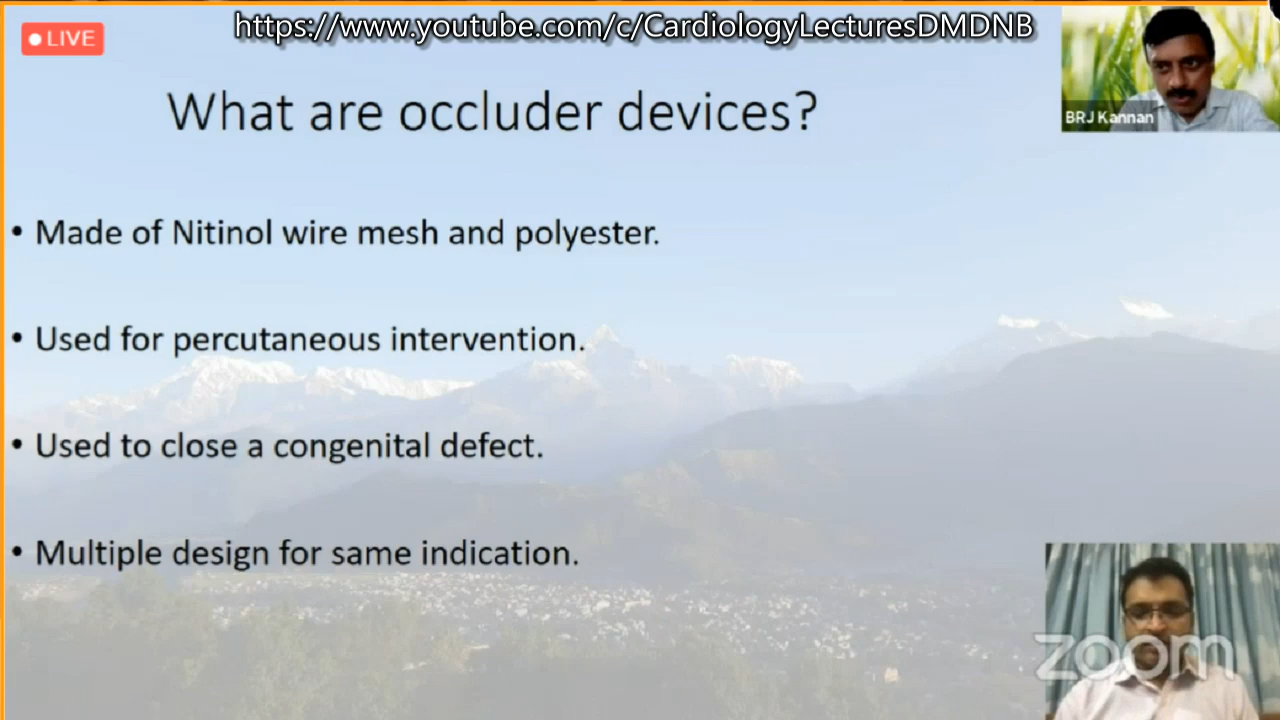 https://www.youtube.com/c/CardiologyLecturesDMDNB
LIVE
What are occluder devices?
BRJ Kannan
• Made of Nitinol wire mesh and polyester.
• Used for percutaneous intervention.
• Used to close a congenital defect.
• Multiple design for same indication.
zoom